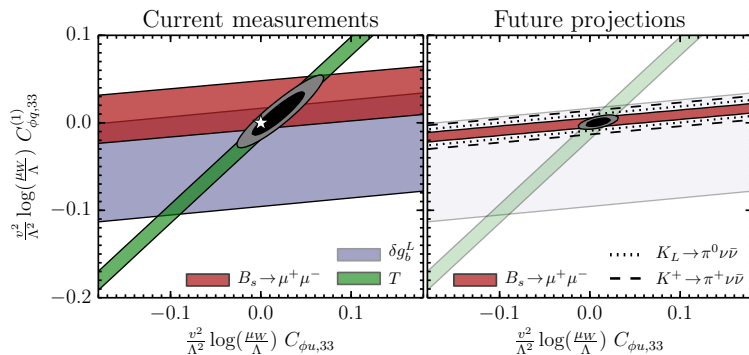 Current measurements
Future projections
0.1
0.0
−0.1
−0.2
$\frac{v^2}{\Lambda^2} \log(\frac{\mu_W}{\Lambda})\ C^{(1)}_{\phi q,33}$
$\delta g_b^L$
$B_s \to \mu^+ \mu^-$
$T$
$B_s \to \mu^+ \mu^-$
$K_L \to \pi^0 \nu \bar{\nu}$
$K^+ \to \pi^+ \nu \bar{\nu}$
−0.1 0.0 0.1
−0.1 0.0 0.1
$\frac{v^2}{\Lambda^2} \log(\frac{\mu_W}{\Lambda})\ C_{\phi u,33}$
$\frac{v^2}{\Lambda^2} \log(\frac{\mu_W}{\Lambda})\ C_{\phi u,33}$